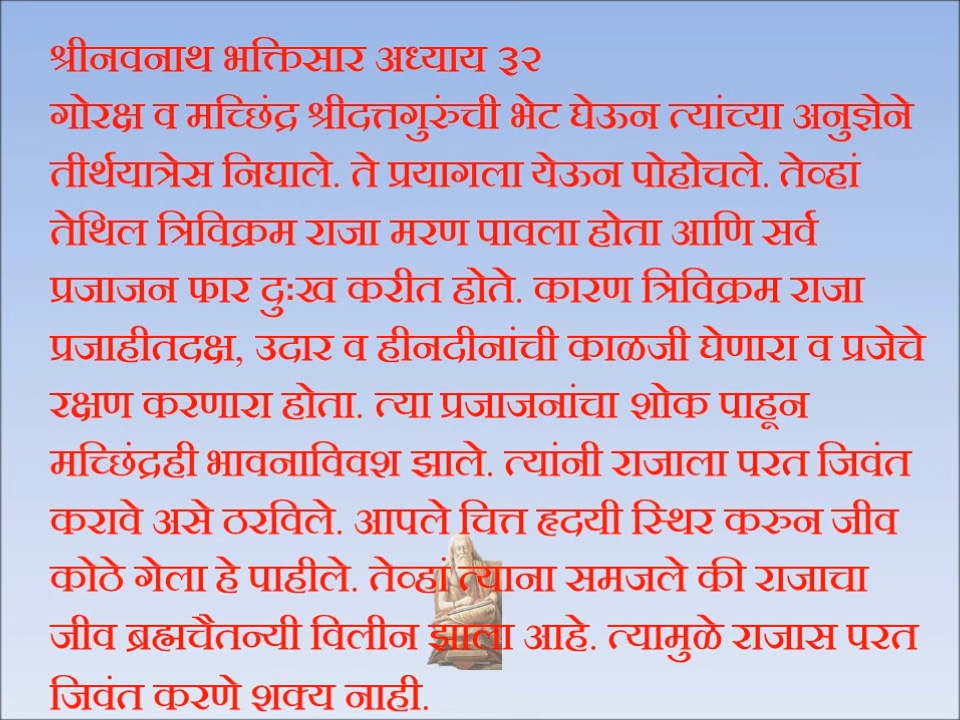 श्रीनवनाथ भक्तिसार अध्याय ३२
गोरक्ष व मच्छिंद्र श्रीदत्तगुरुंची भेट घेऊन त्यांच्या अनुज्ञेने
तीर्थयात्रेस निघाले. ते प्रयागला येऊन पोहोचले. तेव्हां
तेथिल त्रिविक्रम राजा मरण पावला होता आणि सर्व
प्रजाजन फार दुःख करीत होते. कारण त्रिविक्रम राजा
प्रजाहीतदक्ष, उदार व हीनदीनांची काळजी घेणारा व प्रजेचे
रक्षण करणारा होता. त्या प्रजाजनांचा शोक पाहून
मच्छिंद्रही भावनाविवश झाले. त्यांनी राजाला परत जिवंत
करावे असे ठरविले. आपले चित्त हृदयी स्थिर करुन जीव
कोठे गेला हे पाहीले. तेव्हां त्याना समजले की राजाचा
जीव ब्रह्मचैतन्यी विलीन झाला आहे. त्यामुळे राजास परत
जिवंत करणे शक्य नाही.